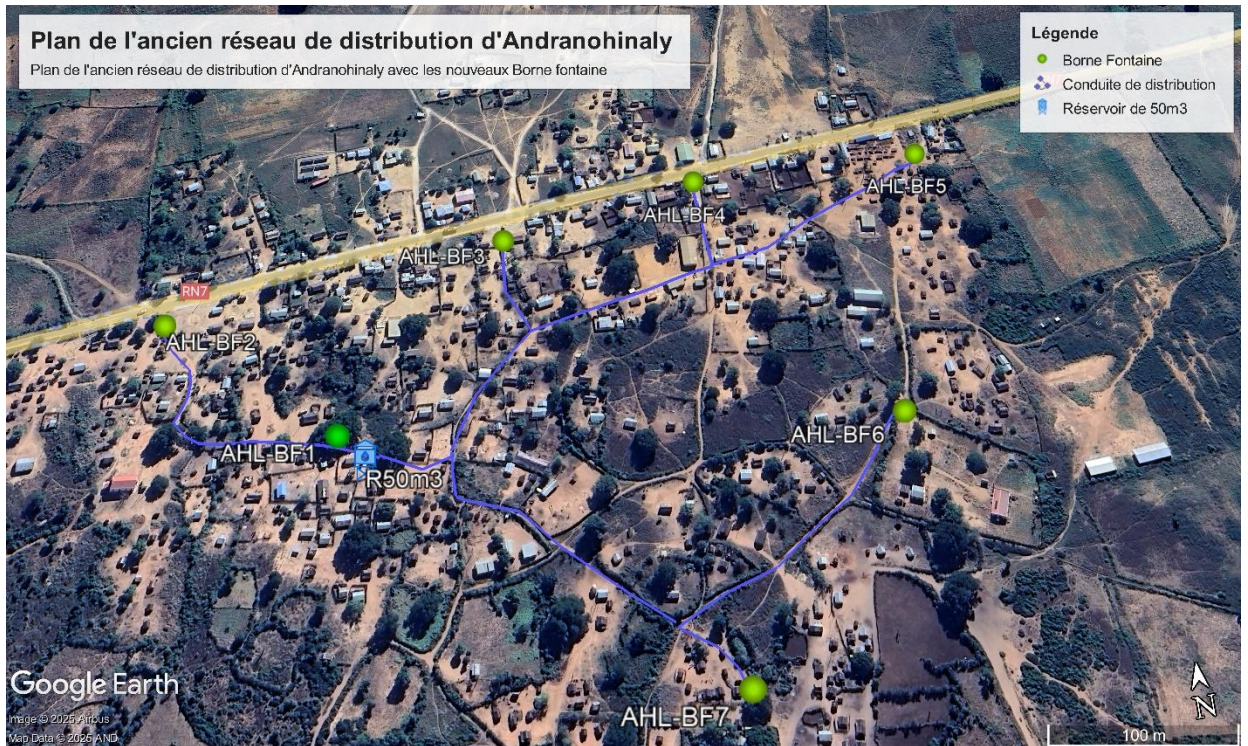 Plan de l'ancien réseau de distribution d'Andranohinaly
Plan de l'ancien réseau de distribution d'Andranohinaly avec les nouveaux Borne fontaine
Légende
Borne Fontaine
Conduite de distribution
Réservoir de 50m3
AHL-BF5
AHL-BF4
AHL-BF3
RN7
AHL-BF2
AHL-BF6
AHL-BF1
R50m3
AHL-BF7
Google Earth
Image © 2025 Airbus
Map Data © 2025 AND
N
100 m